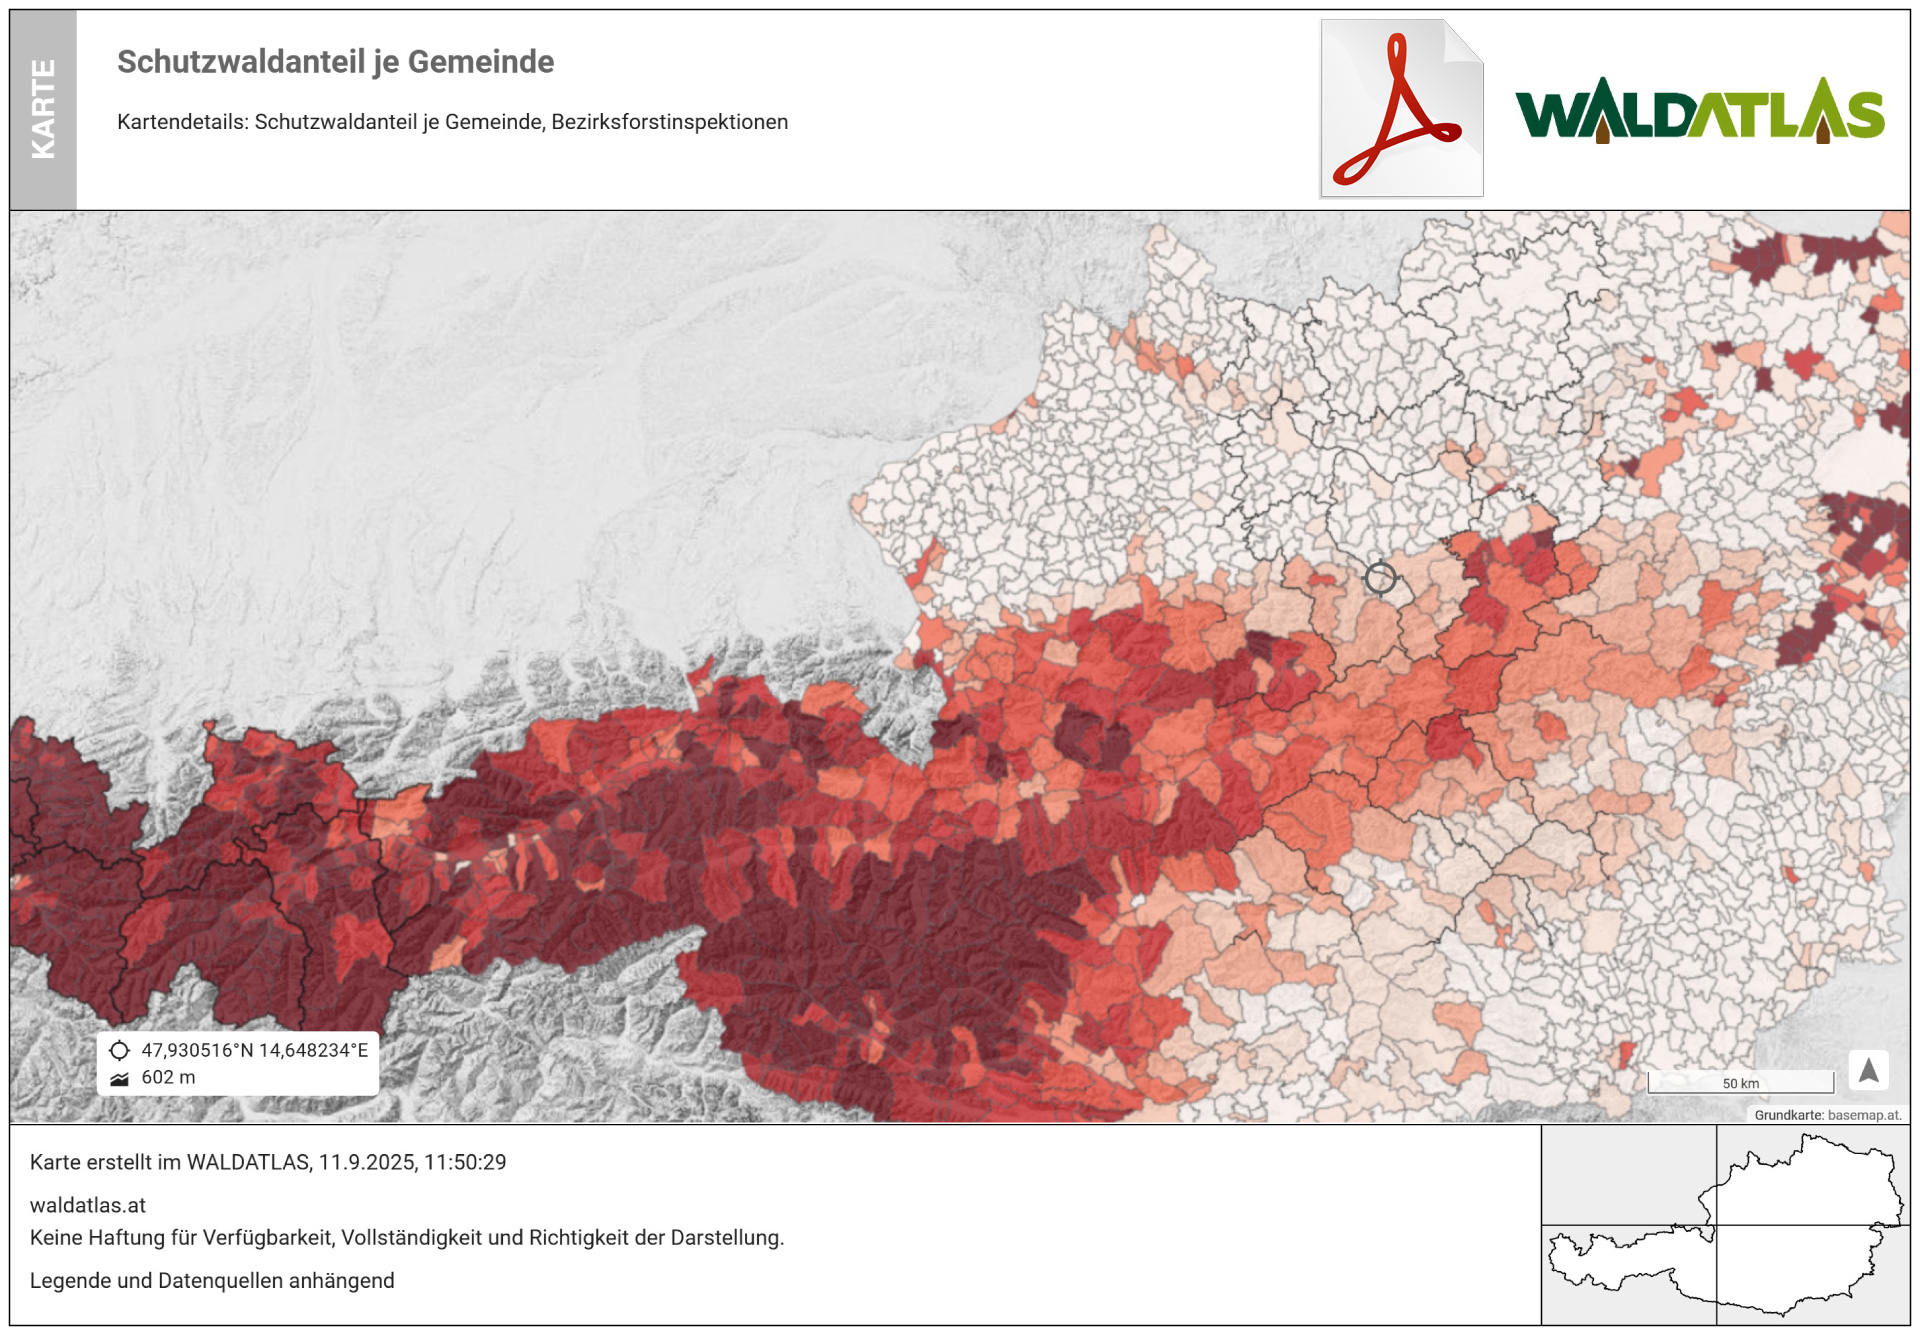 KARTE
Schutzwaldanteil je Gemeinde
Kartendetails: Schutzwaldanteil je Gemeinde, Bezirksforstinspektionen
WALDATLAS
47,930516°N 14,648234°E
602 m
50 km
Grundkarte: basemap.at.
Karte erstellt im WALDATLAS, 11.9.2025, 11:50:29
waldatlas.at
Keine Haftung für Verfügbarkeit, Vollständigkeit und Richtigkeit der Darstellung.
Legende und Datenquellen anhängend